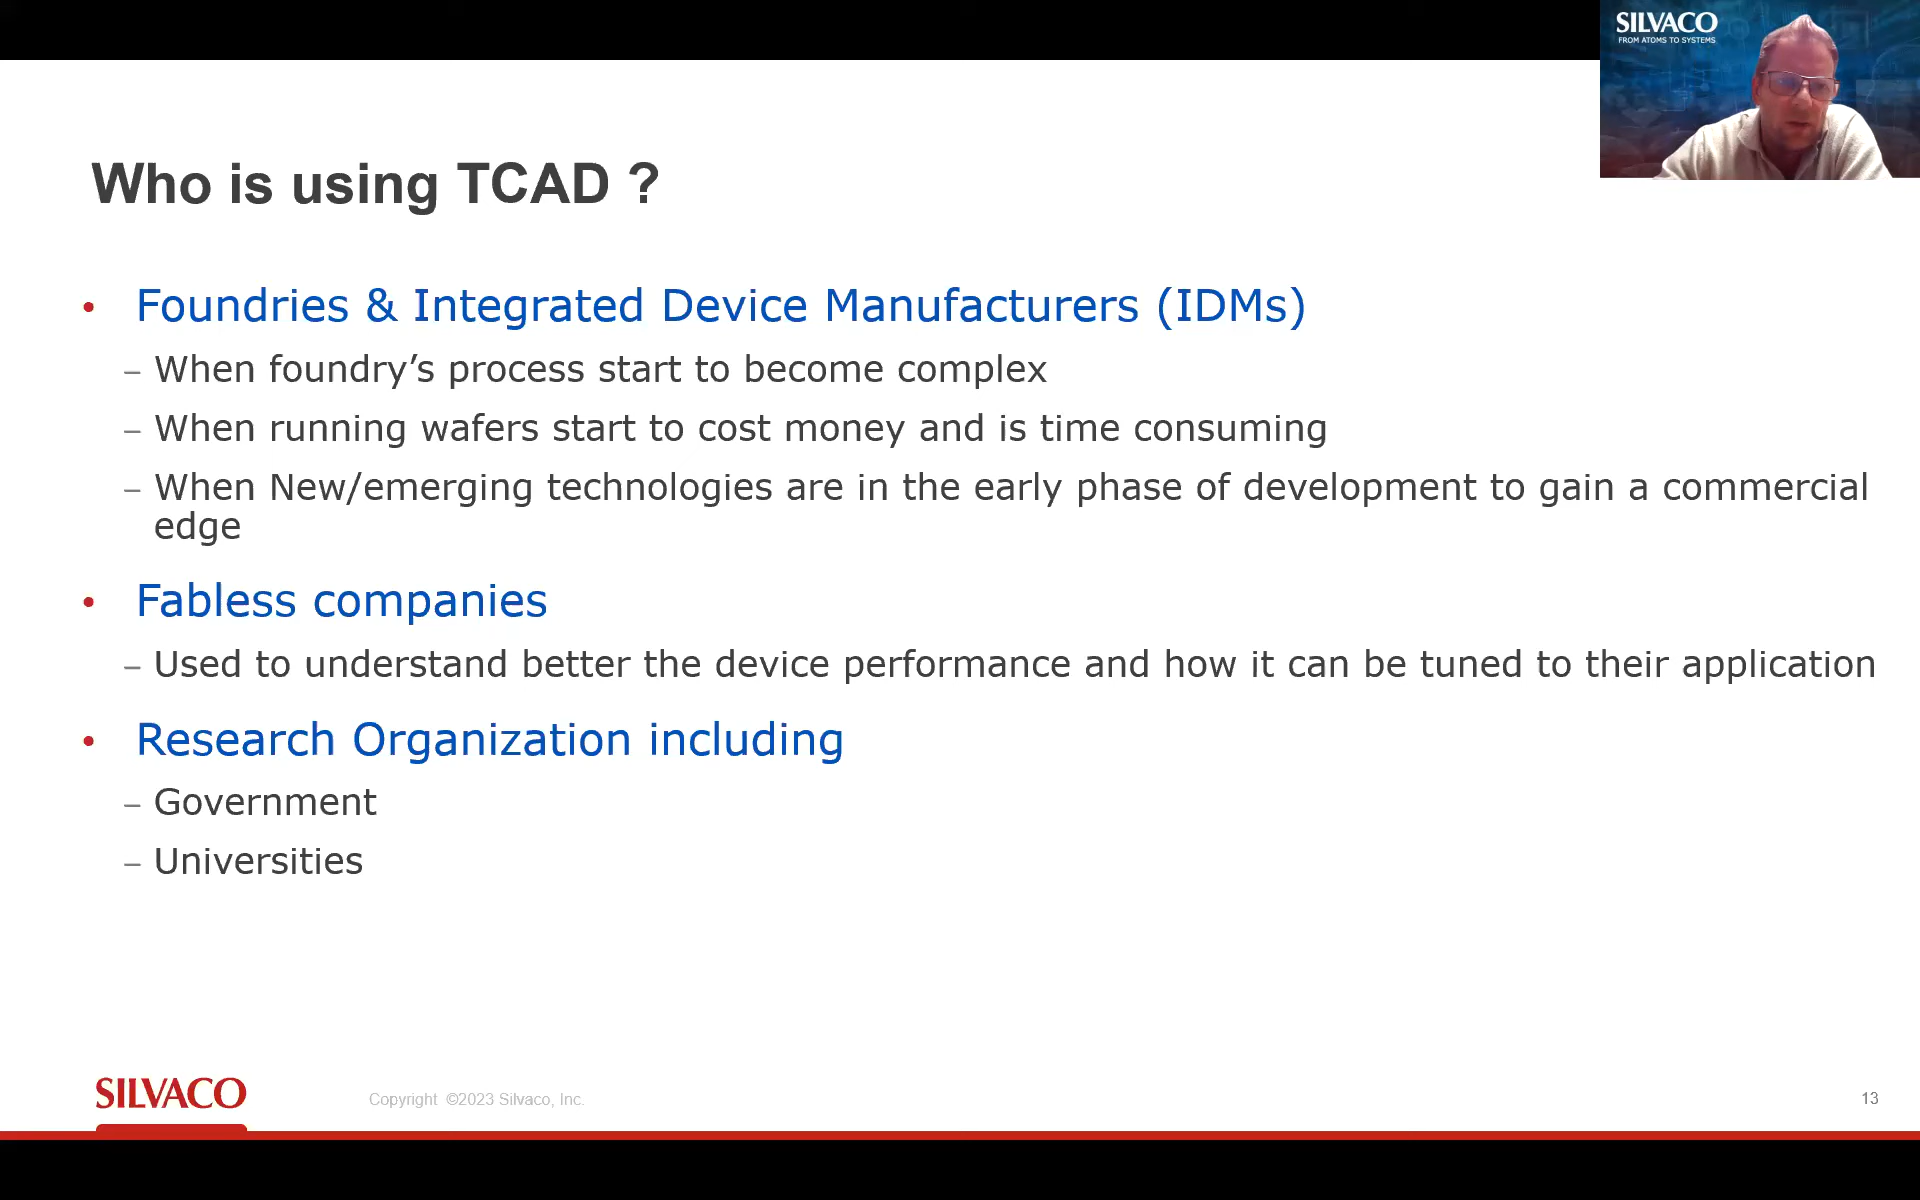 SILVACO
FROM ATOMS TO SYSTEMS
Who is using TCAD ?
• Foundries & Integrated Device Manufacturers (IDMs)
– When foundry’s process start to become complex
– When running wafers start to cost money and is time consuming
– When New/emerging technologies are in the early phase of development to gain a commercial
edge
• Fabless companies
– Used to understand better the device performance and how it can be tuned to their application
• Research Organization including
– Government
– Universities
SILVACO
Copyright ©2023 Silvaco, Inc.
13